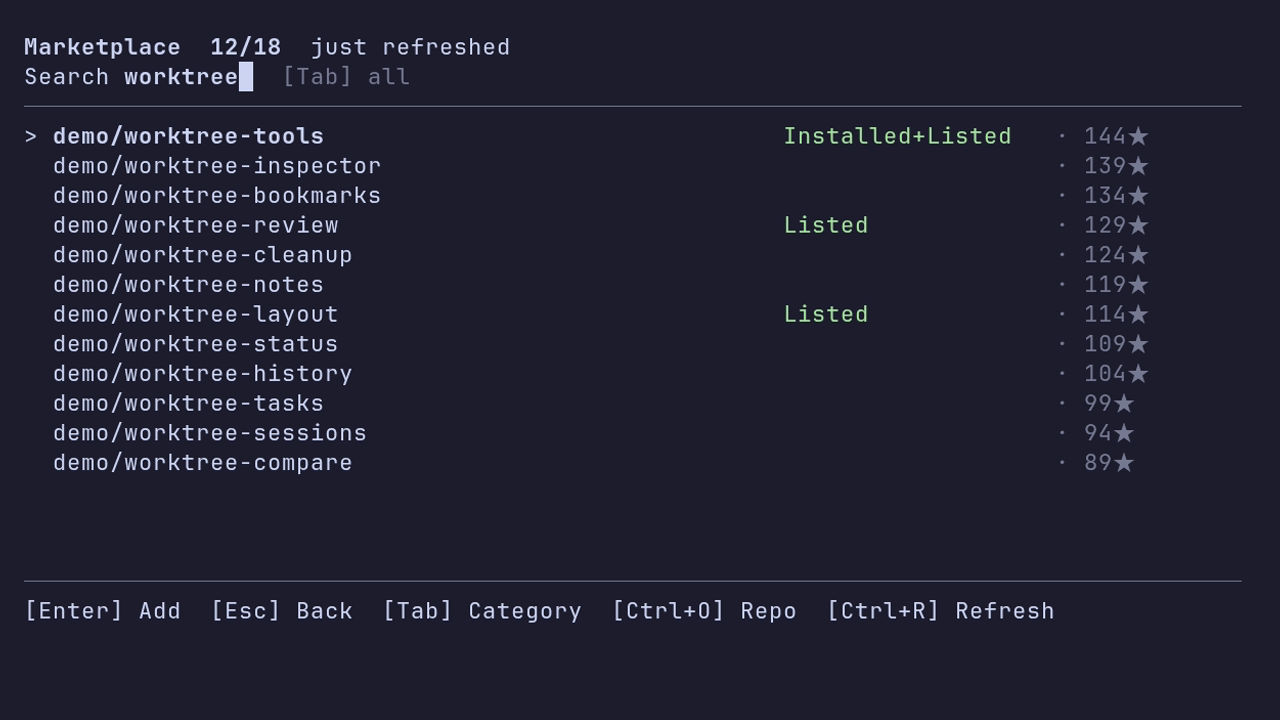 Marketplace  12/18  just refreshed
Search worktree  [Tab] all
> demo/worktree-tools  Installed+Listed  · 144★
demo/worktree-inspector  · 139★
demo/worktree-bookmarks  · 134★
demo/worktree-review  Listed  · 129★
demo/worktree-cleanup  · 124★
demo/worktree-notes  · 119★
demo/worktree-layout  Listed  · 114★
demo/worktree-status  · 109★
demo/worktree-history  · 104★
demo/worktree-tasks  · 99★
demo/worktree-sessions  · 94★
demo/worktree-compare  · 89★
[Enter] Add  [Esc] Back  [Tab] Category  [Ctrl+O] Repo  [Ctrl+R] Refresh